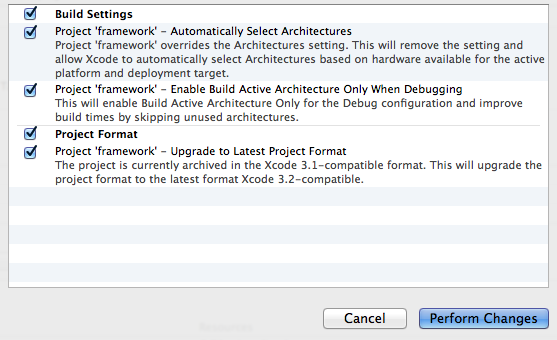 Build Settings
Project 'framework' – Automatically Select Architectures
Project 'framework' overrides the Architectures setting. This will remove the setting and
allow Xcode to automatically select Architectures based on hardware available for the active
platform and deployment target.
Project 'framework' – Enable Build Active Architecture Only When Debugging
This will enable Build Active Architecture Only for the Debug configuration and improve
build times by skipping unused architectures.
Project Format
Project 'framework' – Upgrade to Latest Project Format
The project is currently archived in the Xcode 3.1-compatible format. This will upgrade the
project format to the latest format Xcode 3.2-compatible.
Cancel
Perform Changes